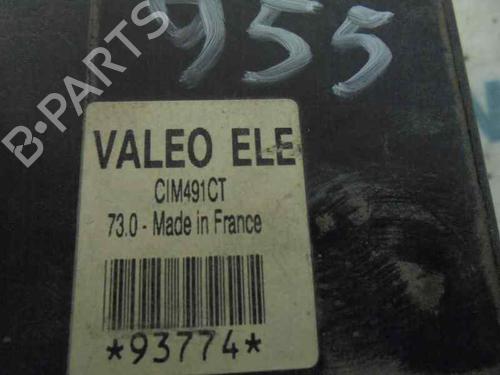 955
B-PARTS
VALEO ELE
CIM491CT
73.0 - Made in France
*93774*